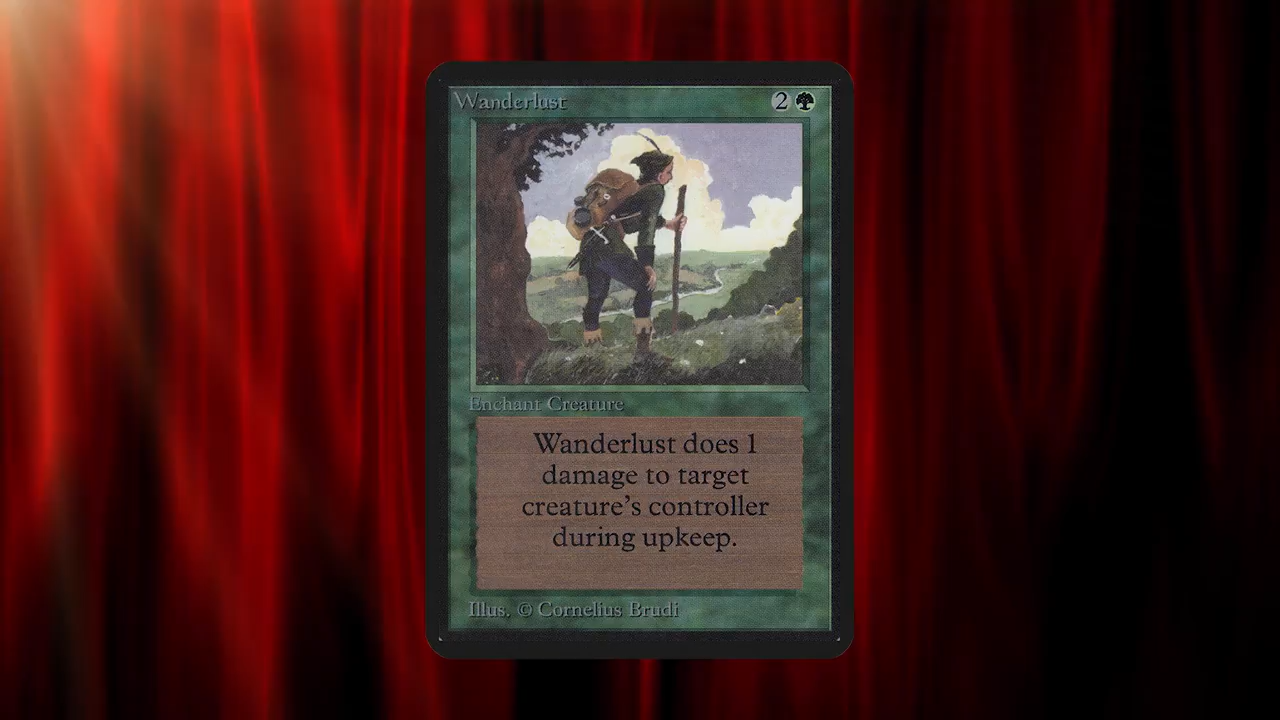 Wanderlust 2
Enchant Creature
Wanderlust does 1
damage to target
creature's controller
during upkeep.
Illus. © Cornelius Brudi